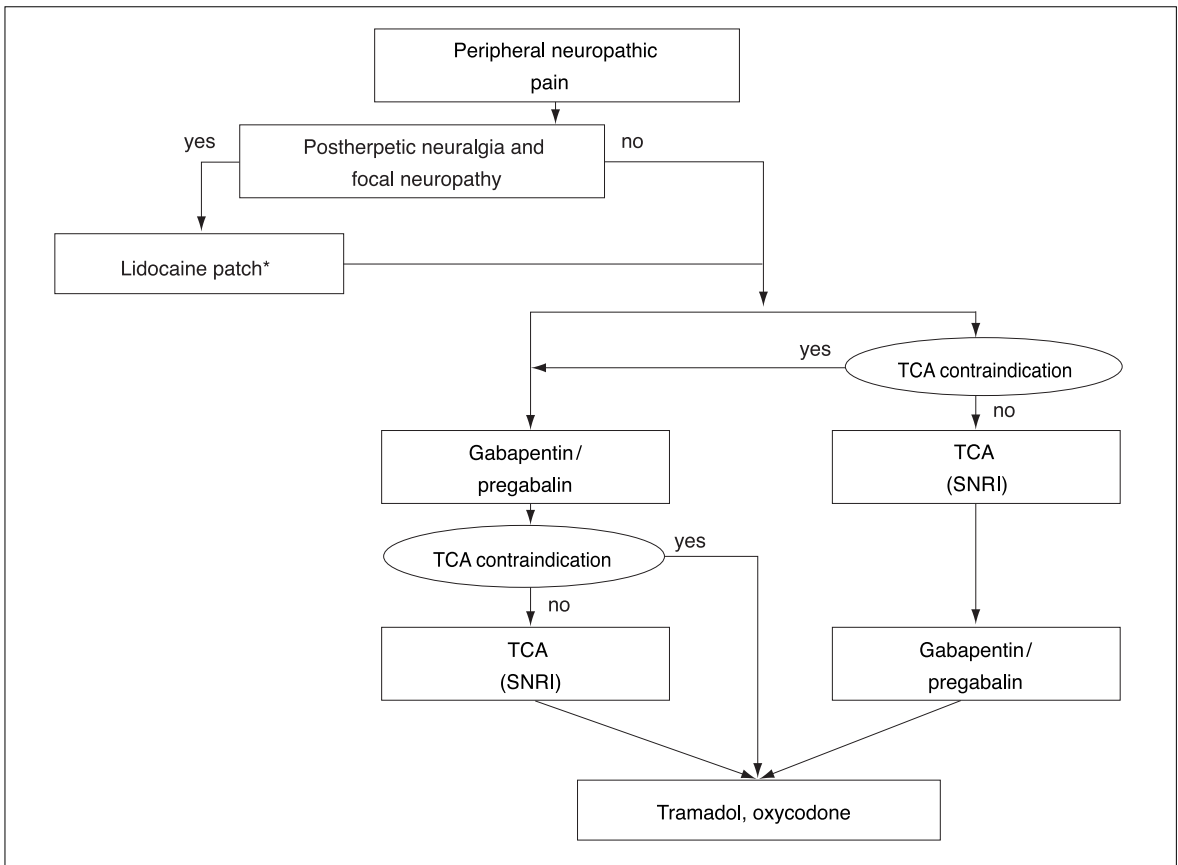 Peripheral neuropathic
pain
yes
Postherpetic neuralgia and
focal neuropathy
no
Lidocaine patch*
yes
TCA contraindication
no
Gabapentin/
pregabalin
TCA
(SNRI)
TCA contraindication
yes
no
TCA
(SNRI)
Gabapentin/
pregabalin
Tramadol, oxycodone